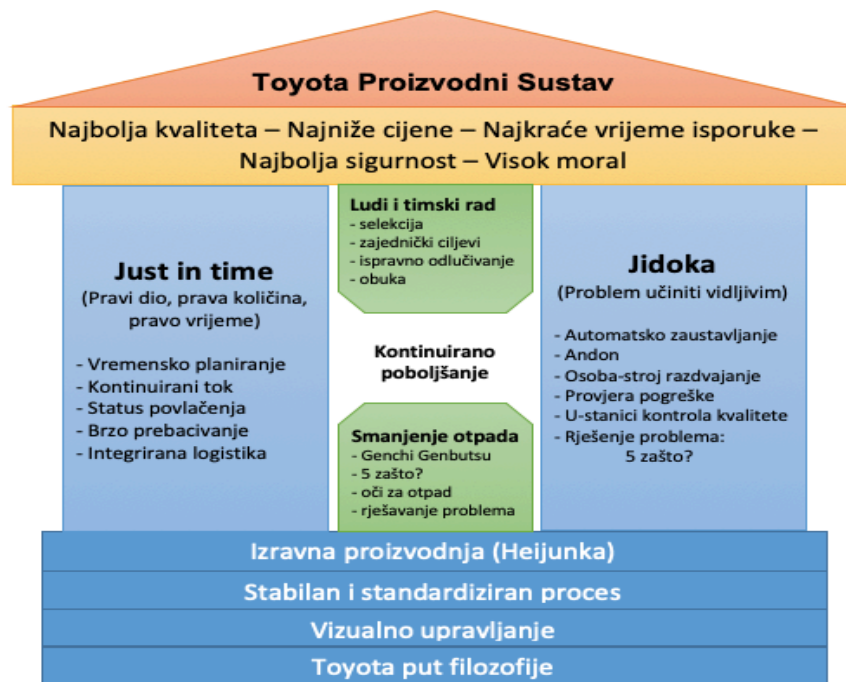 Toyota Proizvodni Sustav
Najbolja kvaliteta – Najniže cijene – Najkraće vrijeme isporuke –
Najbolja sigurnost – Visok moral
Just in time
(Pravi dio, prava količina,
pravo vrijeme)
- Vremensko planiranje
- Kontinuirani tok
- Status povlačenja
- Brzo prebacivanje
- Integrirana logistika
Ludi i timski rad
- selekcija
- zajednički ciljevi
- ispravno odlučivanje
- obuka
Kontinuirano
poboljšanje
Smanjenje otpada
- Genchi Genbutsu
- 5 zašto?
- oči za otpad
- rješavanje problema
Jidoka
(Problem učiniti vidljivim)
- Automatsko zaustavljanje
- Andon
- Osoba-stroj razdvajanje
- Provjera pogreške
- U-stanici kontrola kvalitete
- Rješenje problema:
5 zašto?
Izravna proizvodnja (Heijunka)
Stabilan i standardiziran proces
Vizualno upravljanje
Toyota put filozofije